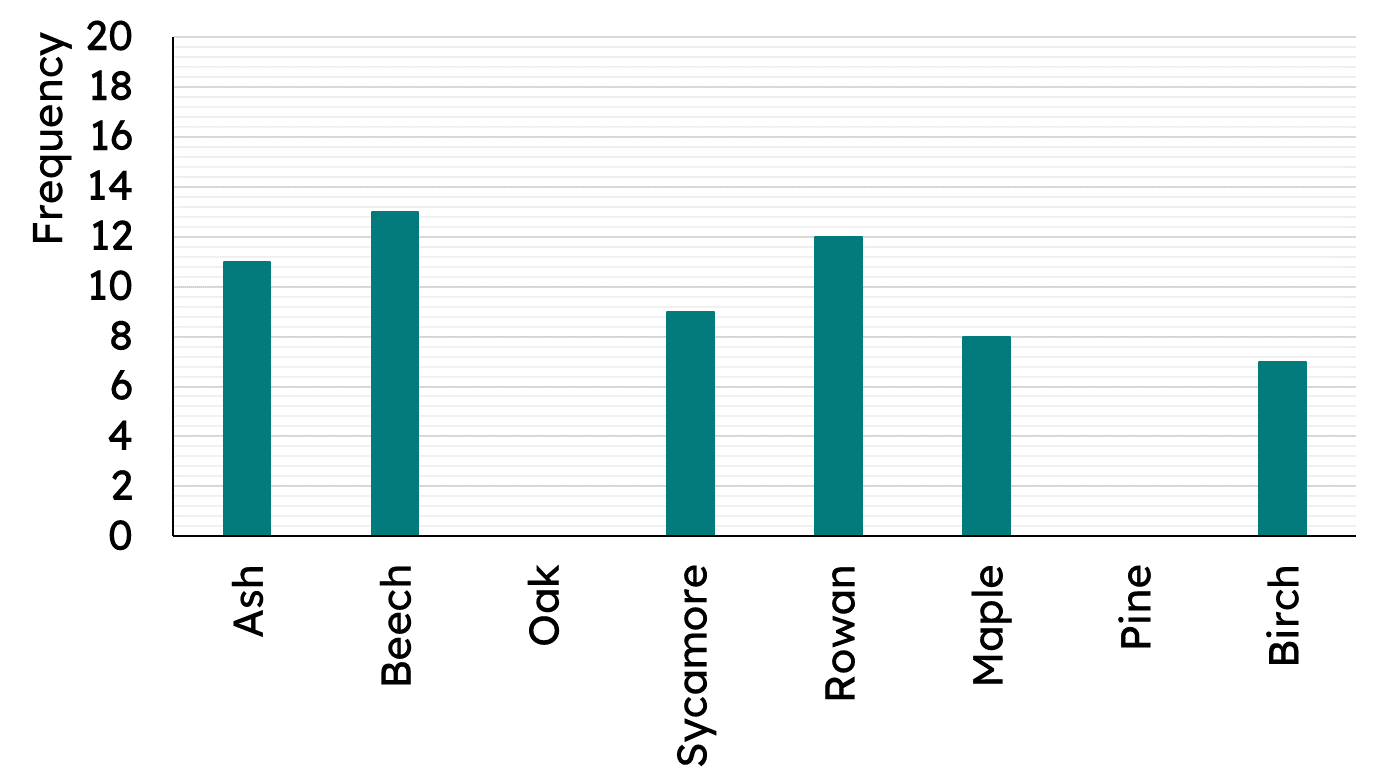 Frequency
20
18
16
14
12
10
8
6
4
2
0
Ash
Beech
Oak
Sycamore
Rowan
Maple
Pine
Birch